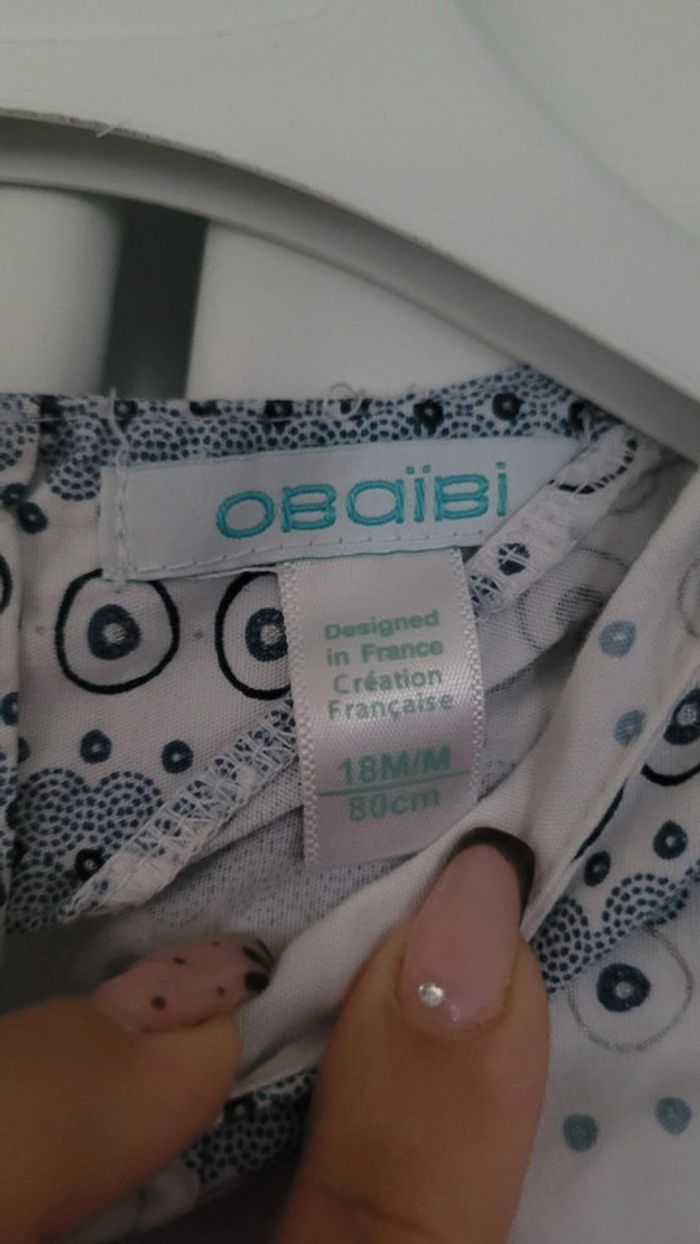 OBaïBi
Designed
in France
Création
Française
18M/M
80cm